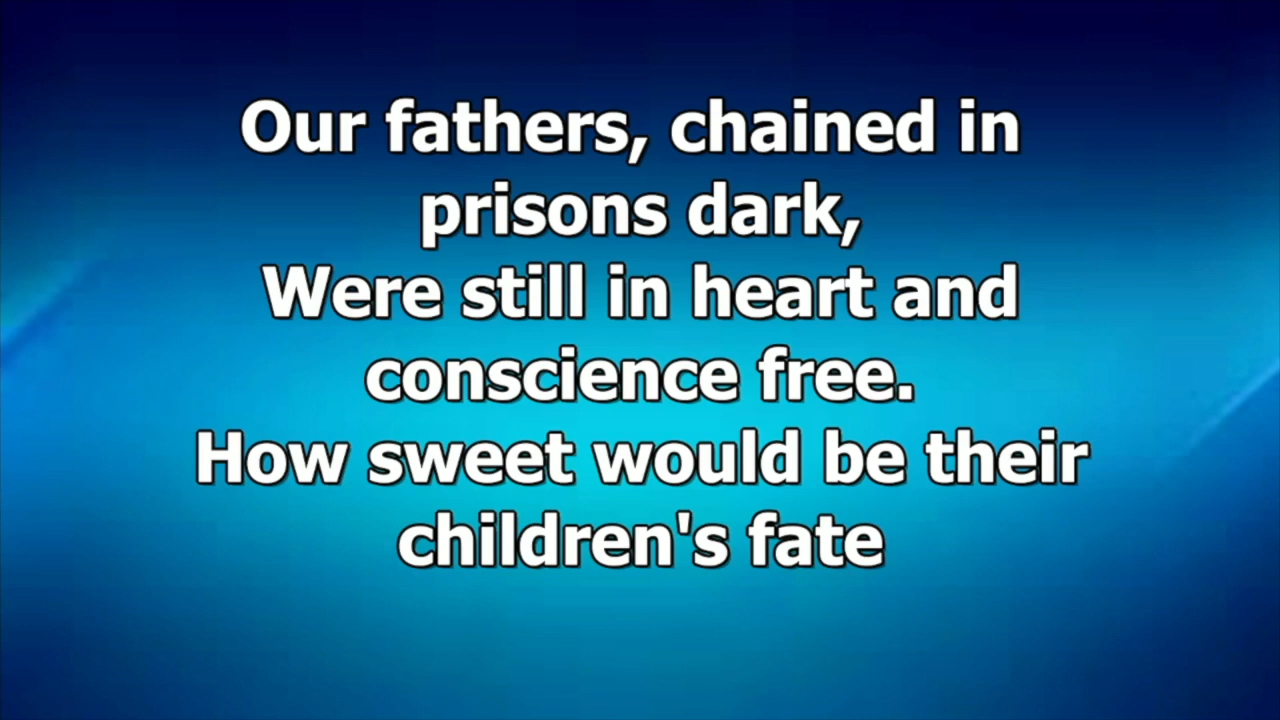 Our fathers, chained in
prisons dark,
Were still in heart and
conscience free.
How sweet would be their
children's fate